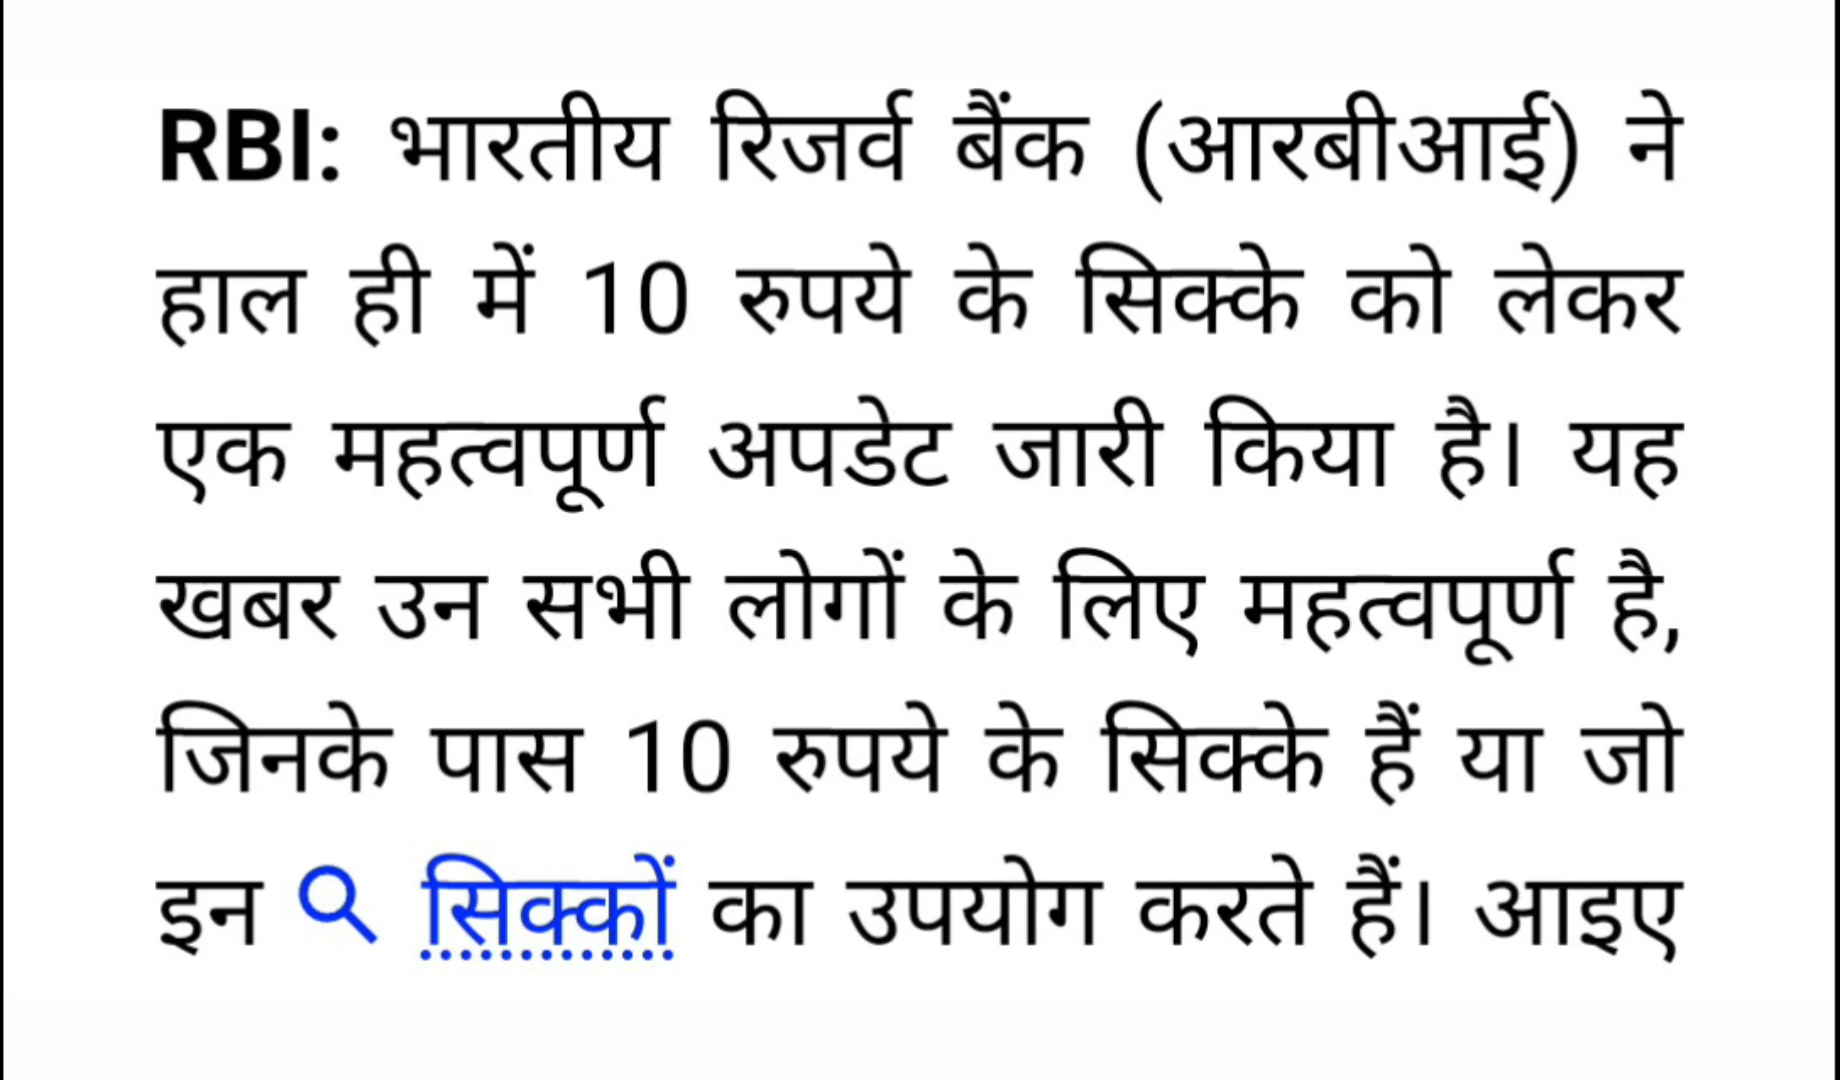 RBI: भारतीय रिजर्व बैंक (आरबीआई) ने
हाल ही में 10 रुपये के सिक्के को लेकर
एक महत्वपूर्ण अपडेट जारी किया है। यह
खबर उन सभी लोगों के लिए महत्वपूर्ण है,
जिनके पास 10 रुपये के सिक्के हैं या जो
इन सिक्कों का उपयोग करते हैं। आइए